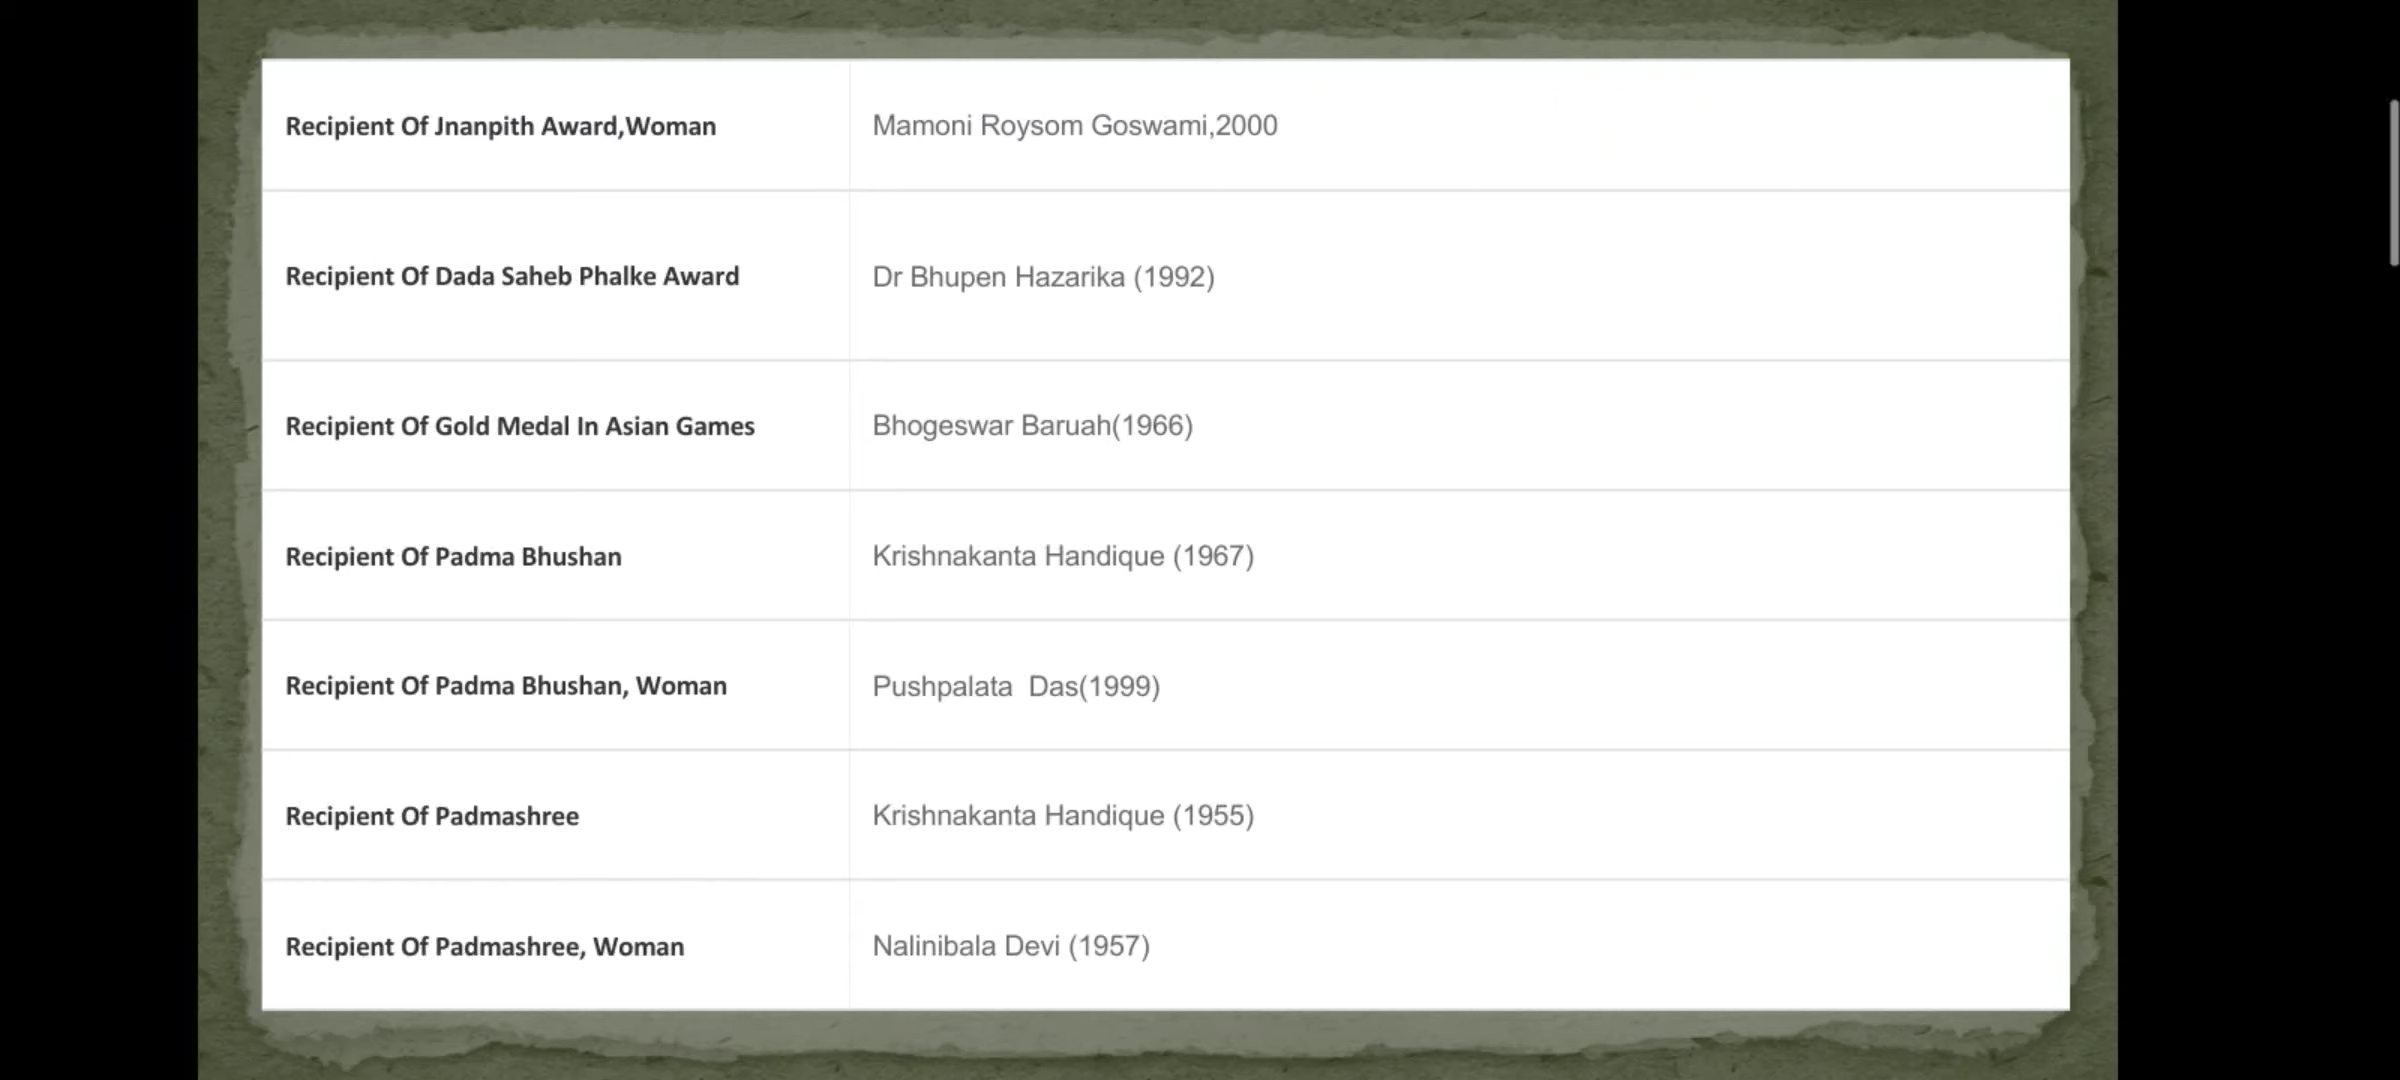 Recipient Of Jnanpith Award,Woman
Mamoni Roysom Goswami,2000
Recipient Of Dada Saheb Phalke Award
Dr Bhupen Hazarika (1992)
Recipient Of Gold Medal In Asian Games
Bhogeswar Baruah(1966)
Recipient Of Padma Bhushan
Krishnakanta Handique (1967)
Recipient Of Padma Bhushan, Woman
Pushpalata  Das(1999)
Recipient Of Padmashree
Krishnakanta Handique (1955)
Recipient Of Padmashree, Woman
Nalinibala Devi (1957)